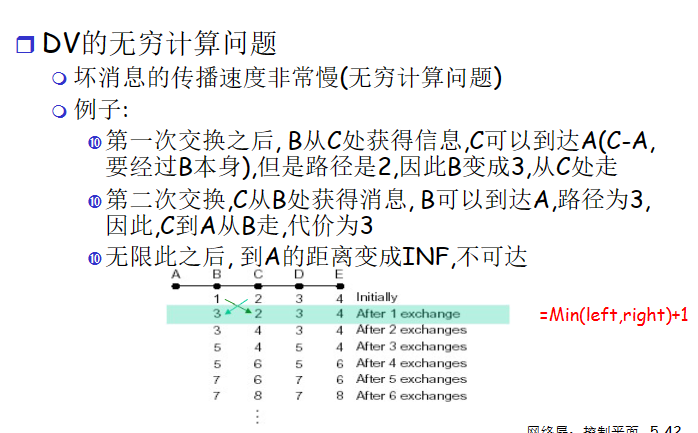 DV的无穷计算问题
坏消息的传播速度非常慢(无穷计算问题)
例子:
第一次交换之后, B从C处获得信息,C可以到达A(C-A,
要经过B本身),但是路径是2,因此B变成3,从C处走
第二次交换,C从B处获得消息, B可以到达A,路径为3,
因此,C到A从B走,代价为3
无限此之后, 到A的距离变成INF,不可达
A B C D E
1 2 3 4 Initially
3 2 3 4 After 1 exchange
=Min(left,right)+1
3 4 3 4 After 2 exchanges
5 4 5 4 After 3 exchanges
5 6 5 6 After 4 exchanges
7 6 7 6 After 5 exchanges
7 8 7 8 After 6 exchanges
⋮
网络层: 控制平面 5-42